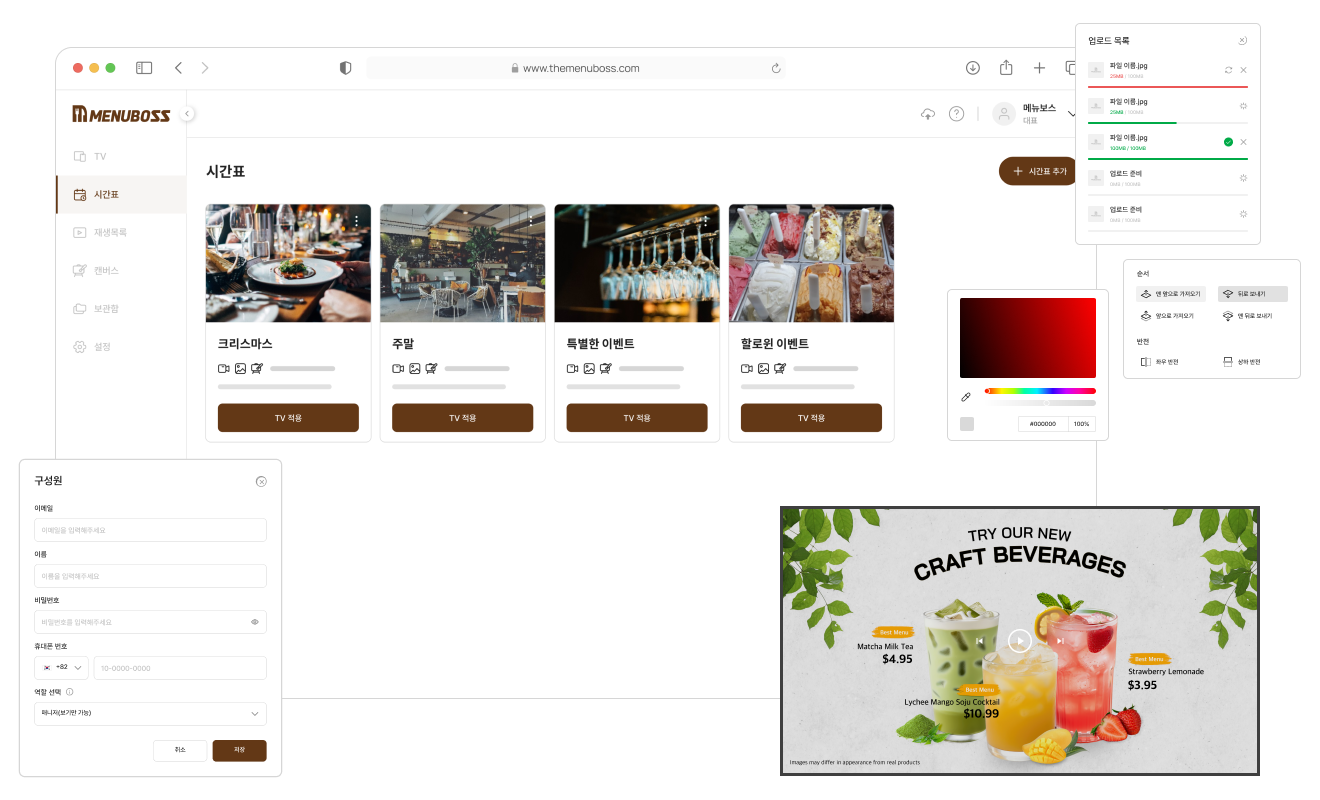 www.themenuboss.com
MENUBOSS
메뉴보스
대표
TV
시간표
재생목록
캔버스
보관함
설정
시간표
+ 시간표 추가
크리스마스
TV 적용
주말
TV 적용
특별한 이벤트
TV 적용
할로윈 이벤트
TV 적용
업로드 목록
파일 이름.jpg
25MB / 100MB
파일 이름.jpg
25MB / 100MB
파일 이름.jpg
100MB / 100MB
업로드 준비
0MB / 100MB
업로드 준비
0MB / 100MB
순서
맨 앞으로 가져오기
뒤로 보내기
앞으로 가져오기
맨 뒤로 보내기
반전
좌우 반전
상하 반전
#000000
100%
구성원
이메일
이메일을 입력해주세요
이름
이름을 입력해주세요
비밀번호
비밀번호를 입력해주세요
휴대폰 번호
+82
10-0000-0000
역할 선택
매니저(보기만 가능)
취소
저장
TRY OUR NEW
CRAFT BEVERAGES
Best Menu
Matcha Milk Tea
$4.95
Best Menu
Lychee Mango Soju Cocktail
$10.99
Best Menu
Strawberry Lemonade
$3.95
Images may differ in appearance from real products